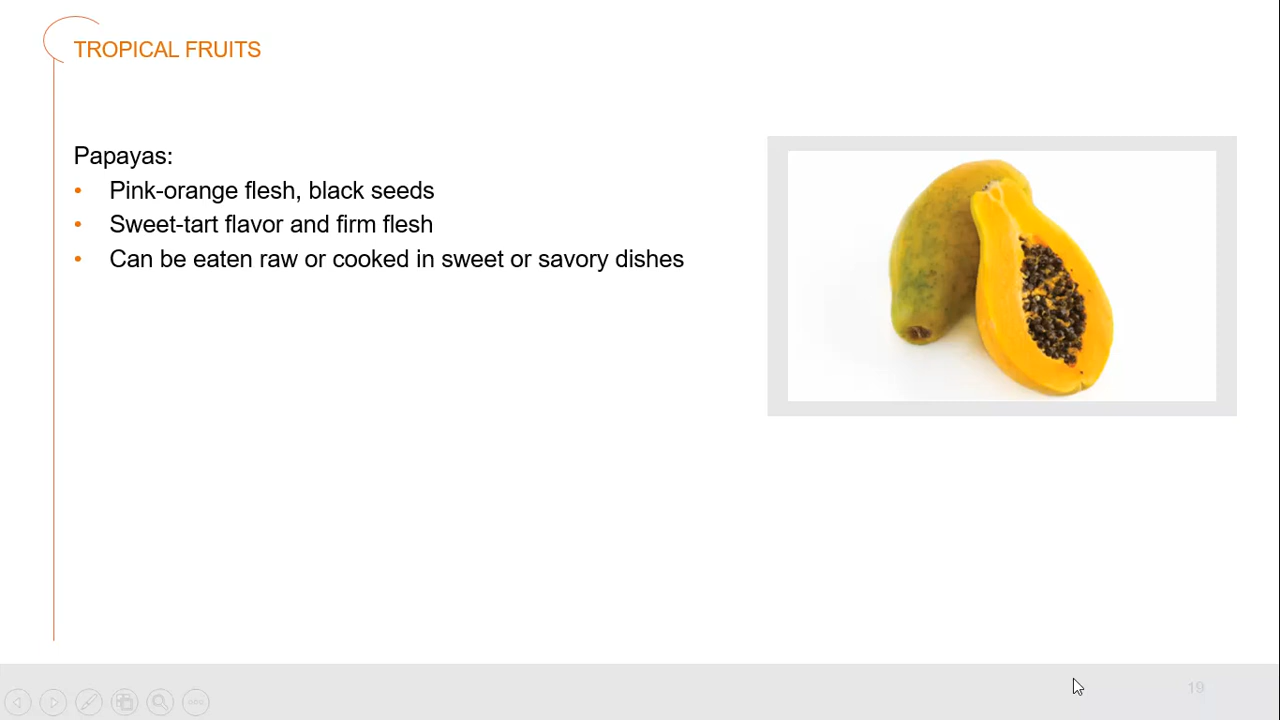 TROPICAL FRUITS
Papayas:
• Pink-orange flesh, black seeds
• Sweet-tart flavor and firm flesh
• Can be eaten raw or cooked in sweet or savory dishes
19